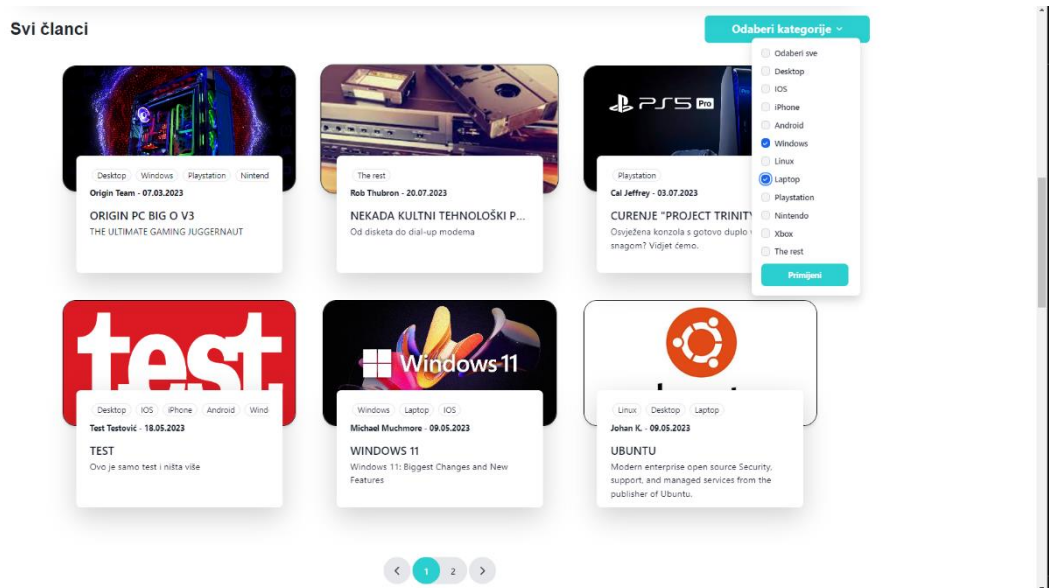 Svi članci
Odaberi kategorije
Odaberi sve
Desktop
IOS
iPhone
Android
Windows
Linux
Laptop
Playstation
Nintendo
Xbox
The rest
Primijeni
Desktop Windows Playstation Nintend
Origin Team - 07.03.2023
ORIGIN PC BIG O V3
THE ULTIMATE GAMING JUGGERNAUT
The rest
Rob Thubron - 20.07.2023
NEKADA KULTNI TEHNOLOŠKI P...
Od disketa do dial-up modema
PS5 Pro
Playstation
Cal Jeffrey - 03.07.2023
CURENJE "PROJECT TRINITY
Osvježena konzola s gotovo duplo
snagom? Vidjet ćemo.
test
Desktop IOS iPhone Android Wind
Test Testović - 18.05.2023
TEST
Ovo je samo test i ništa više
Windows 11
Windows Laptop IOS
Michael Muchmore - 09.05.2023
WINDOWS 11
Windows 11: Biggest Changes and New
Features
Linux Desktop Laptop
Johan K. - 09.05.2023
UBUNTU
Modern enterprise open source Security,
support, and managed services from the
publisher of Ubuntu.
1 2